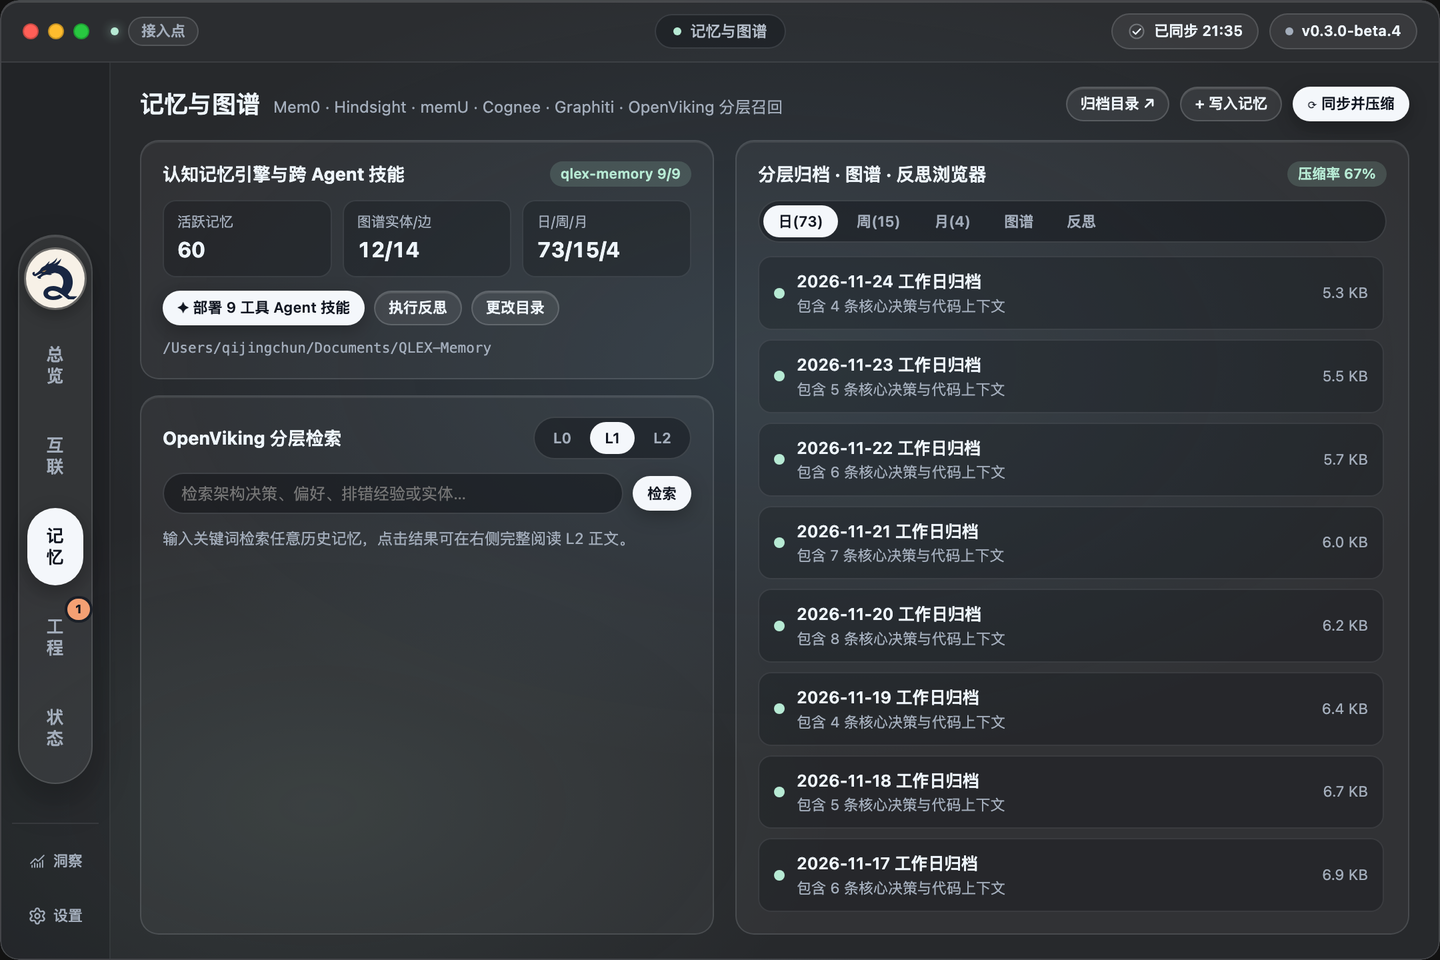 接入点
记忆与图谱
已同步 21:35
v0.3.0-beta.4
总览
互联
记忆
1
工程
状态
洞察
设置
记忆与图谱
Mem0 · Hindsight · memU · Cognee · Graphiti · OpenViking 分层召回
归档目录 ↗
+ 写入记忆
⟳ 同步并压缩
认知记忆引擎与跨 Agent 技能
qlex-memory 9/9
活跃记忆
60
图谱实体/边
12/14
日/周/月
73/15/4
✦ 部署 9 工具 Agent 技能
执行反思
更改目录
/Users/qijingchun/Documents/QLEX-Memory
OpenViking 分层检索
L0
L1
L2
检索架构决策、偏好、排错经验或实体...
检索
输入关键词检索任意历史记忆，点击结果可在右侧完整阅读 L2 正文。
分层归档 · 图谱 · 反思浏览器
压缩率 67%
日(73)
周(15)
月(4)
图谱
反思
2026-11-24 工作日归档
包含 4 条核心决策与代码上下文
5.3 KB
2026-11-23 工作日归档
包含 5 条核心决策与代码上下文
5.5 KB
2026-11-22 工作日归档
包含 6 条核心决策与代码上下文
5.7 KB
2026-11-21 工作日归档
包含 7 条核心决策与代码上下文
6.0 KB
2026-11-20 工作日归档
包含 8 条核心决策与代码上下文
6.2 KB
2026-11-19 工作日归档
包含 4 条核心决策与代码上下文
6.4 KB
2026-11-18 工作日归档
包含 5 条核心决策与代码上下文
6.7 KB
2026-11-17 工作日归档
包含 6 条核心决策与代码上下文
6.9 KB